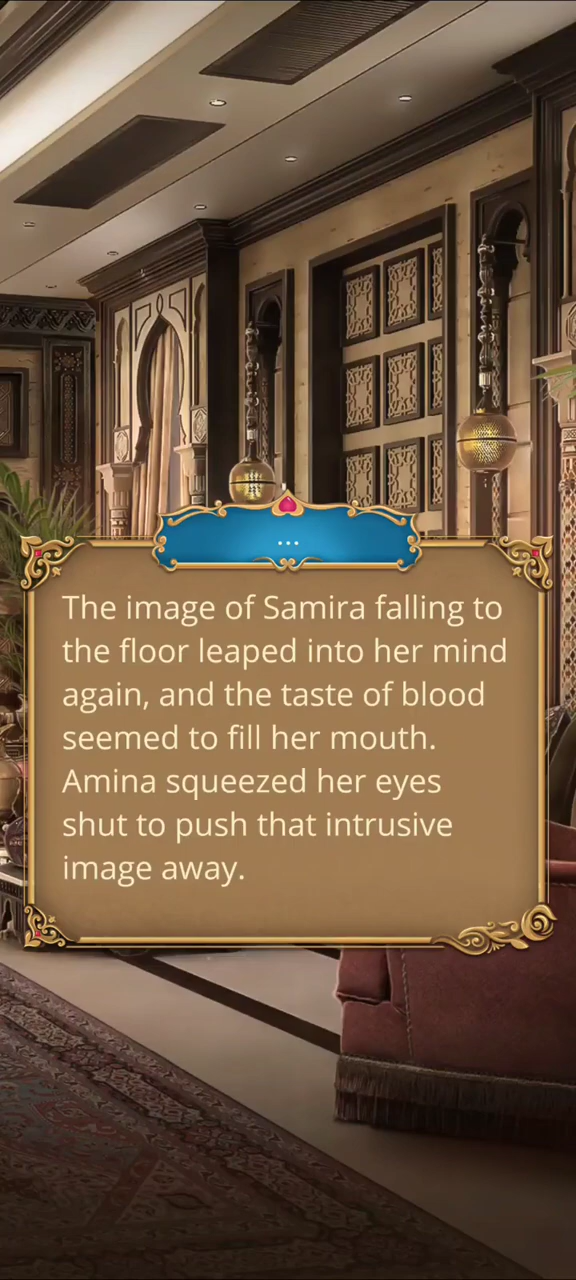 ...
The image of Samira falling to
the floor leaped into her mind
again, and the taste of blood
seemed to fill her mouth.
Amina squeezed her eyes
shut to push that intrusive
image away.